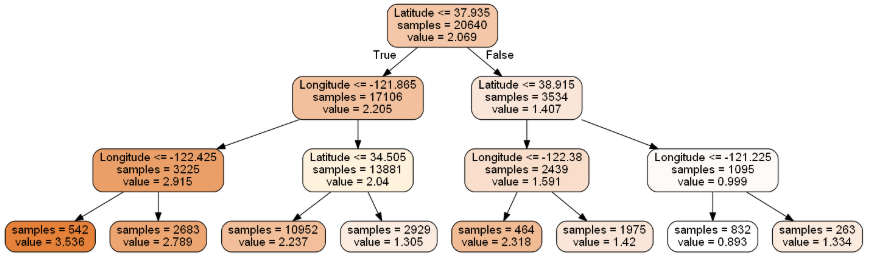 Latitude <= 37.935
samples = 20640
value = 2.069
True
False
Longitude <= -121.865
samples = 17106
value = 2.205
Latitude <= 38.915
samples = 3534
value = 1.407
Longitude <= -122.425
samples = 3225
value = 2.915
Latitude <= 34.505
samples = 13881
value = 2.04
Longitude <= -122.38
samples = 2439
value = 1.591
Longitude <= -121.225
samples = 1095
value = 0.999
samples = 542
value = 3.536
samples = 2683
value = 2.789
samples = 10952
value = 2.237
samples = 2929
value = 1.305
samples = 464
value = 2.318
samples = 1975
value = 1.42
samples = 832
value = 0.893
samples = 263
value = 1.334